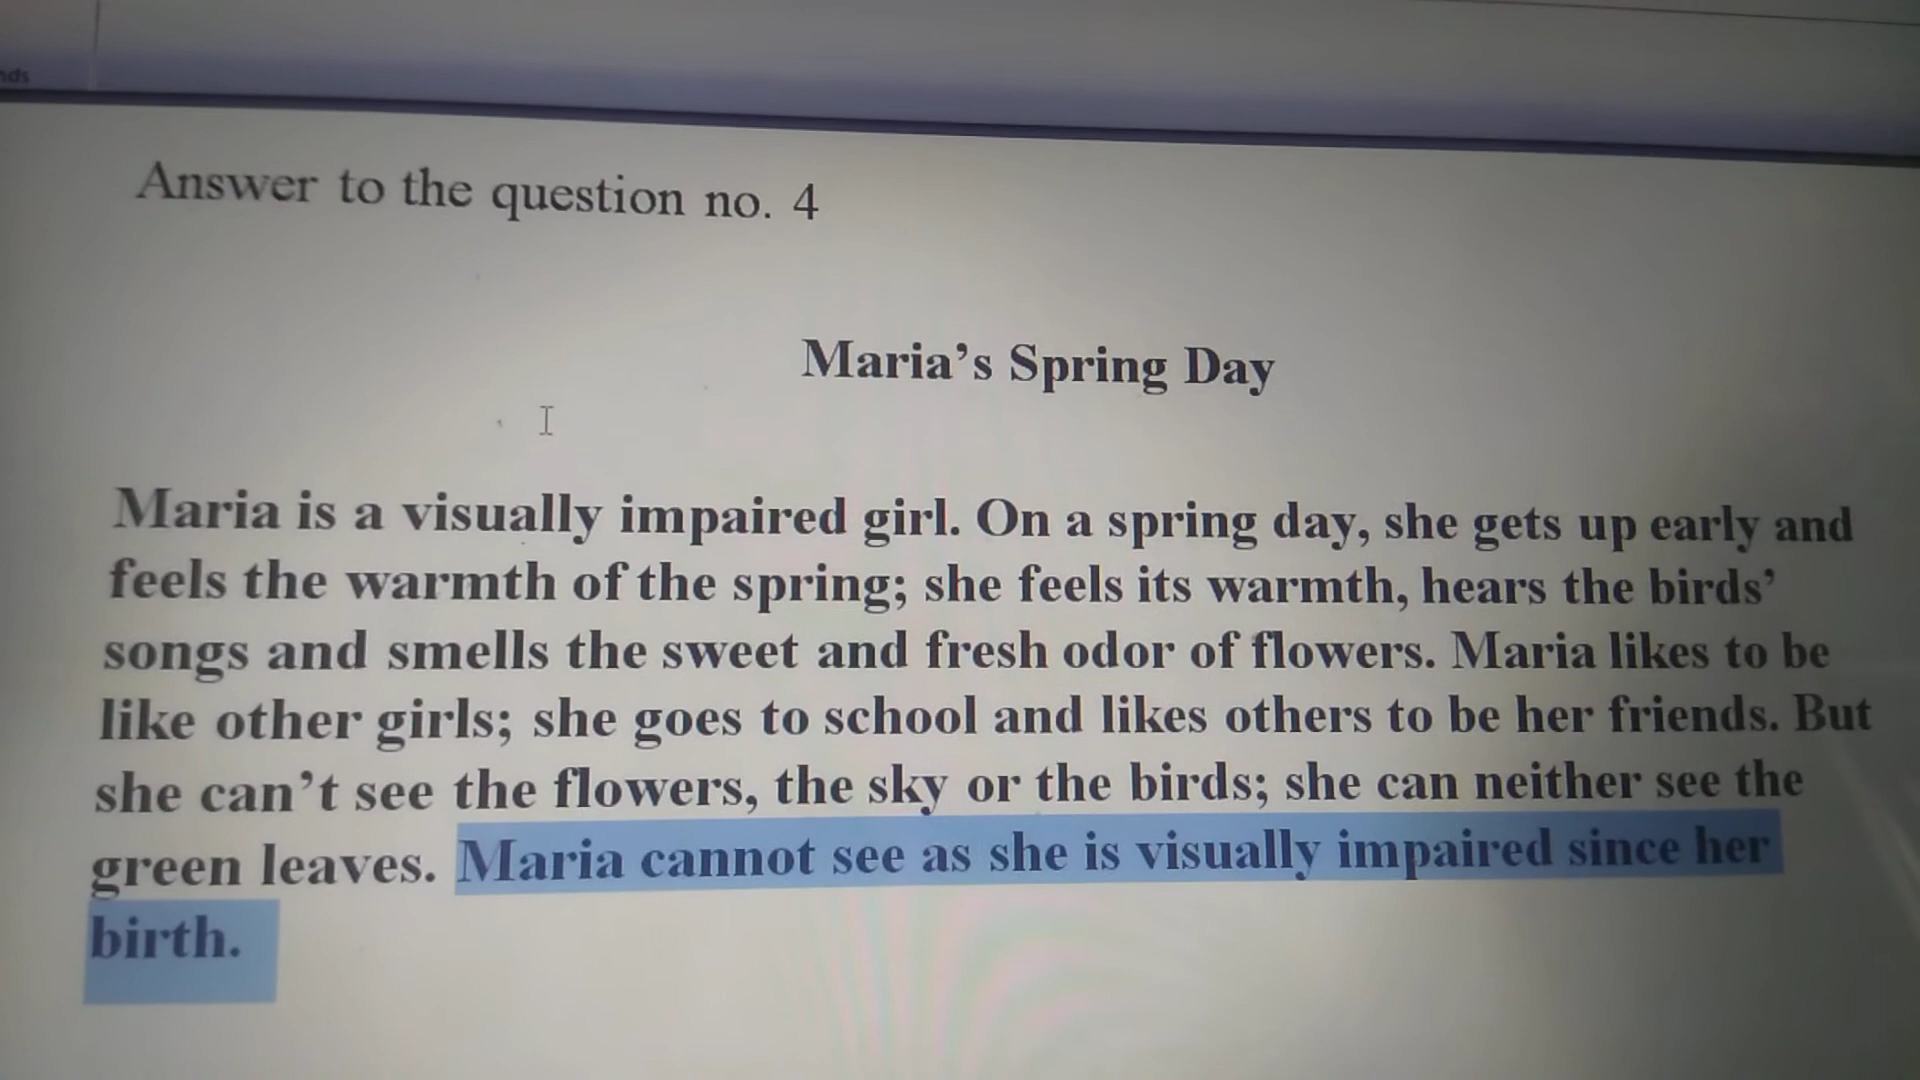 nds
Answer to the question no. 4
Maria’s Spring Day
Maria is a visually impaired girl. On a spring day, she gets up early and
feels the warmth of the spring; she feels its warmth, hears the birds’
songs and smells the sweet and fresh odor of flowers. Maria likes to be
like other girls; she goes to school and likes others to be her friends. But
she can’t see the flowers, the sky or the birds; she can neither see the
green leaves. Maria cannot see as she is visually impaired since her
birth.